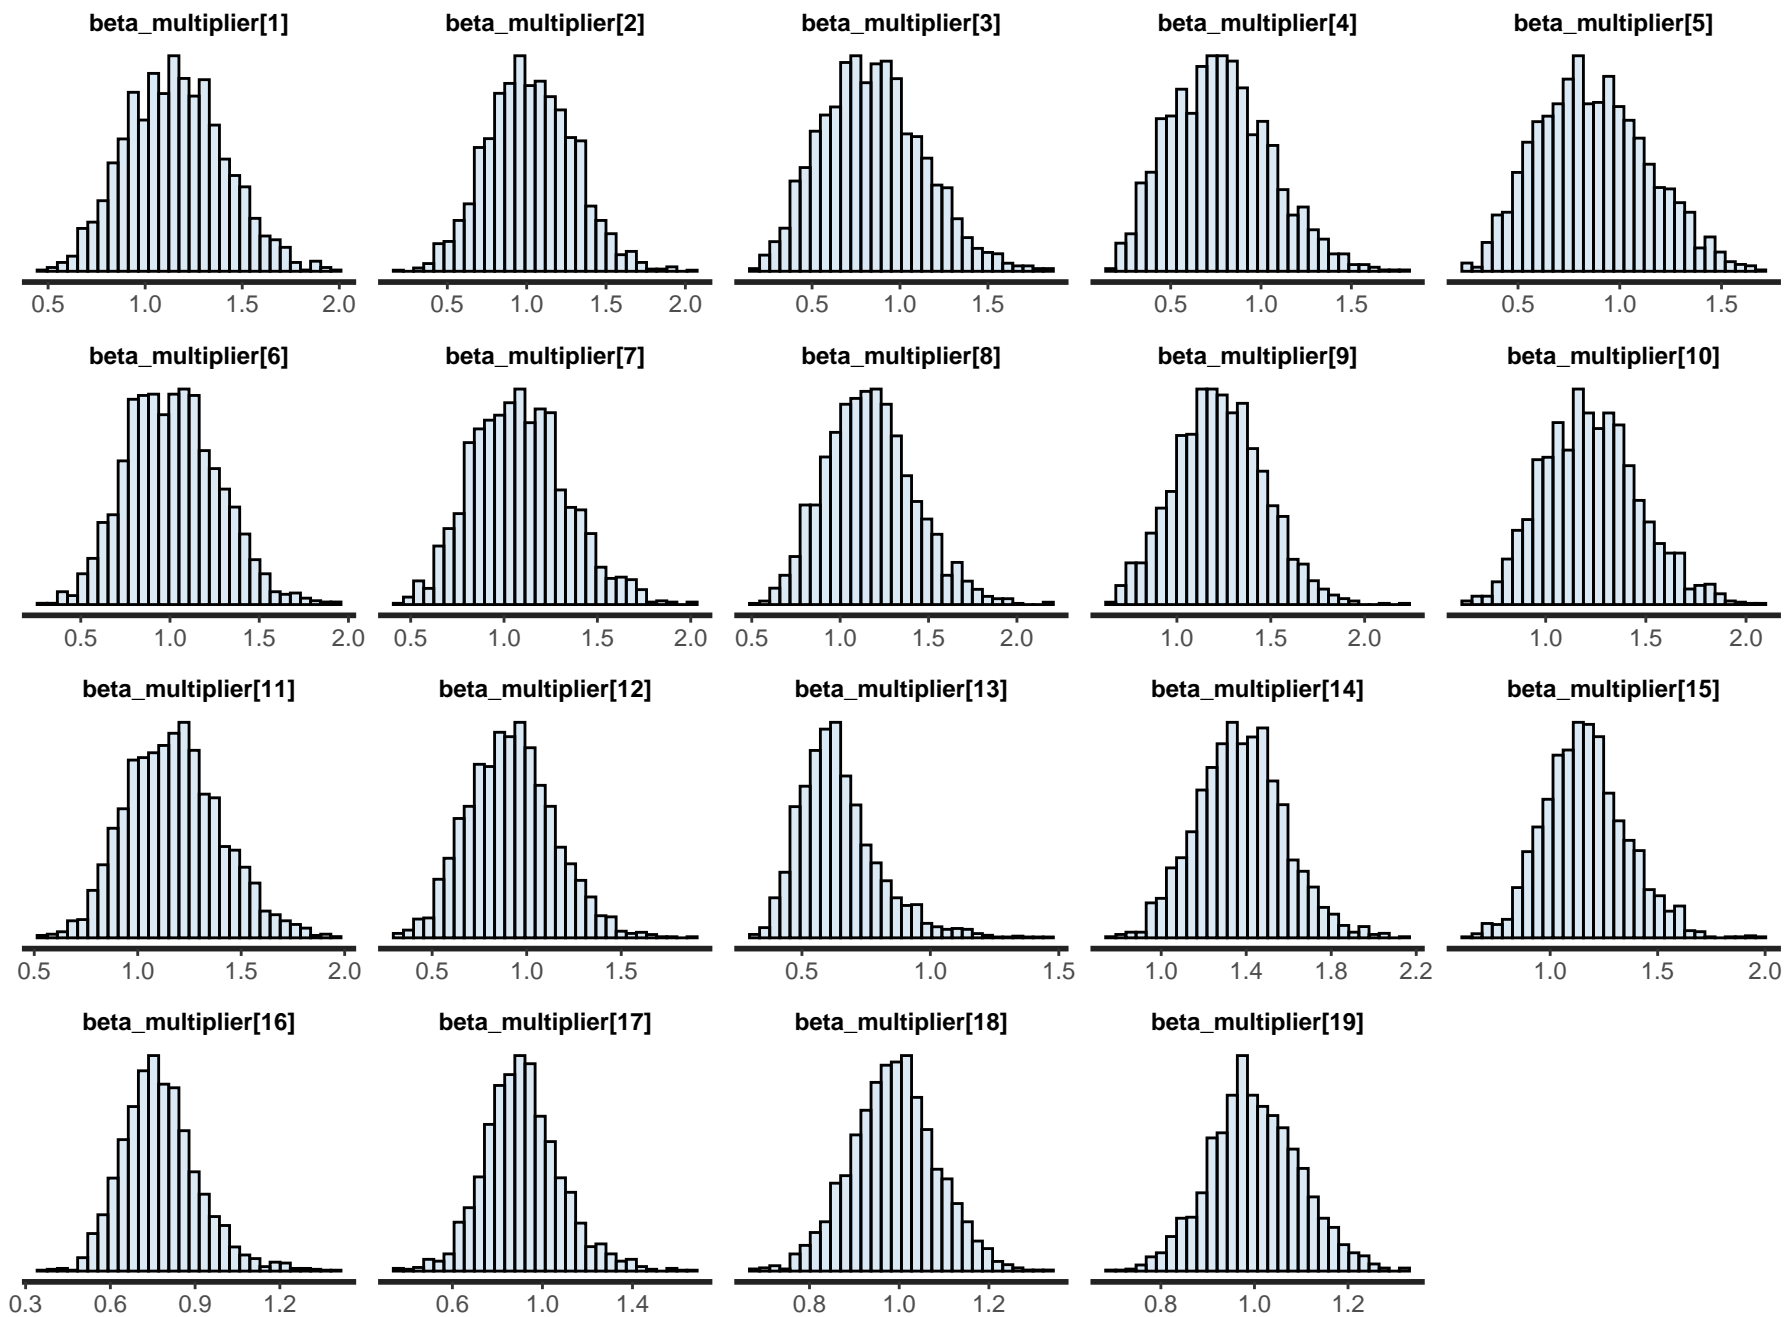 beta_multiplier[1] beta_multiplier[2] beta_multiplier[3] beta_multiplier[4] beta_multiplier[5]
0.5 1.0 1.5 2.0 0.5 1.0 1.5 2.0 0.5 1.0 1.5 0.5 1.0 1.5 0.5 1.0 1.5
beta_multiplier[6] beta_multiplier[7] beta_multiplier[8] beta_multiplier[9] beta_multiplier[10]
0.5 1.0 1.5 2.0 0.5 1.0 1.5 2.0 0.5 1.0 1.5 2.0 1.0 1.5 2.0 1.0 1.5 2.0
beta_multiplier[11] beta_multiplier[12] beta_multiplier[13] beta_multiplier[14] beta_multiplier[15]
0.5 1.0 1.5 2.0 0.5 1.0 1.5 0.5 1.0 1.5 1.0 1.4 1.8 2.2 1.0 1.5 2.0
beta_multiplier[16] beta_multiplier[17] beta_multiplier[18] beta_multiplier[19]
0.3 0.6 0.9 1.2 0.6 1.0 1.4 0.8 1.0 1.2 0.8 1.0 1.2